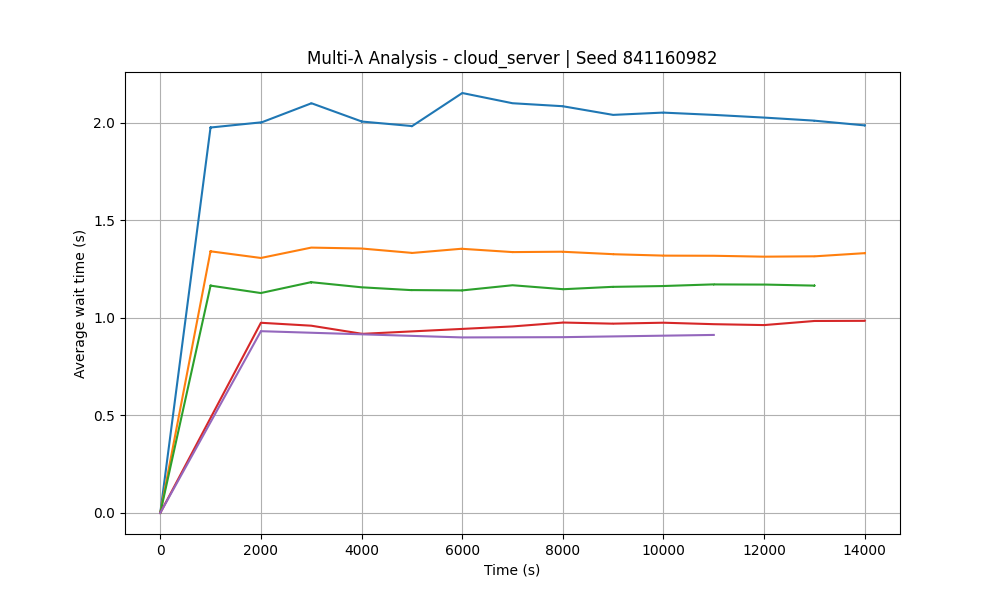 Multi-λ Analysis - cloud_server | Seed 841160982
Average wait time (s)
2.0
1.5
1.0
0.5
0.0
0 2000 4000 6000 8000 10000 12000 14000
Time (s)